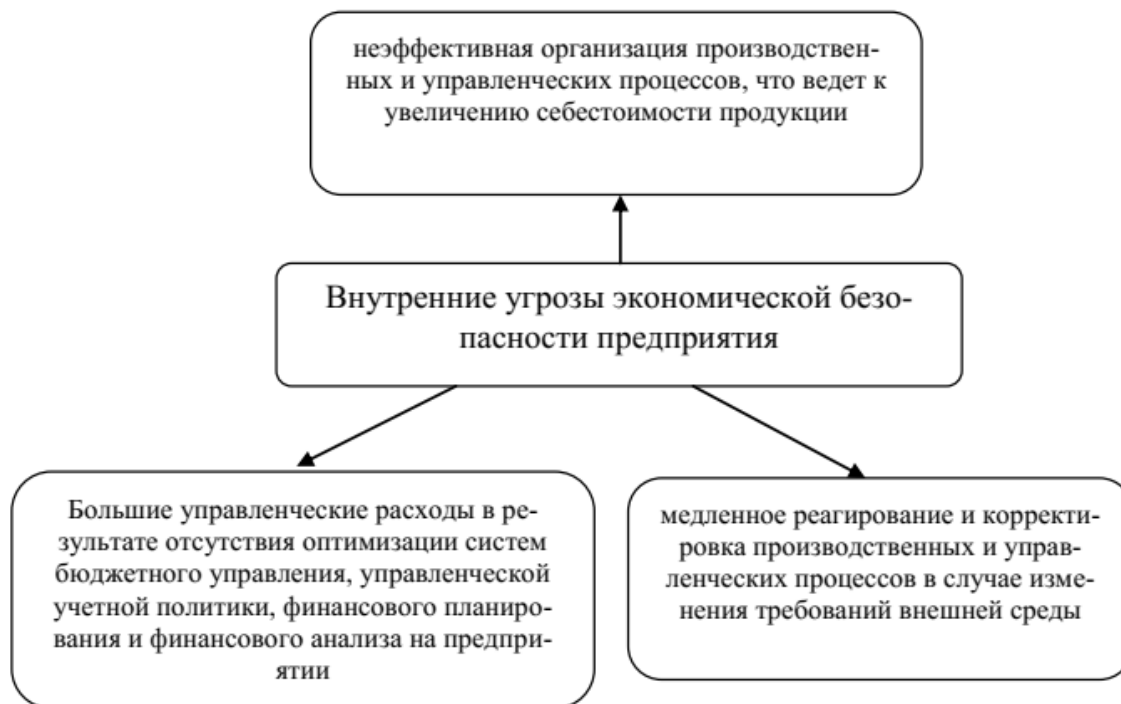 неэффективная организация производствен-
ных и управленческих процессов, что ведет к
увеличению себестоимости продукции
Внутренние угрозы экономической безо-
пасности предприятия
Большие управленческие расходы в ре-
зультате отсутствия оптимизации систем
бюджетного управления, управленческой
учетной политики, финансового планиро-
вания и финансового анализа на предпри-
ятии
медленное реагирование и корректи-
ровка производственных и управ-
ленческих процессов в случае изме-
нения требований внешней среды